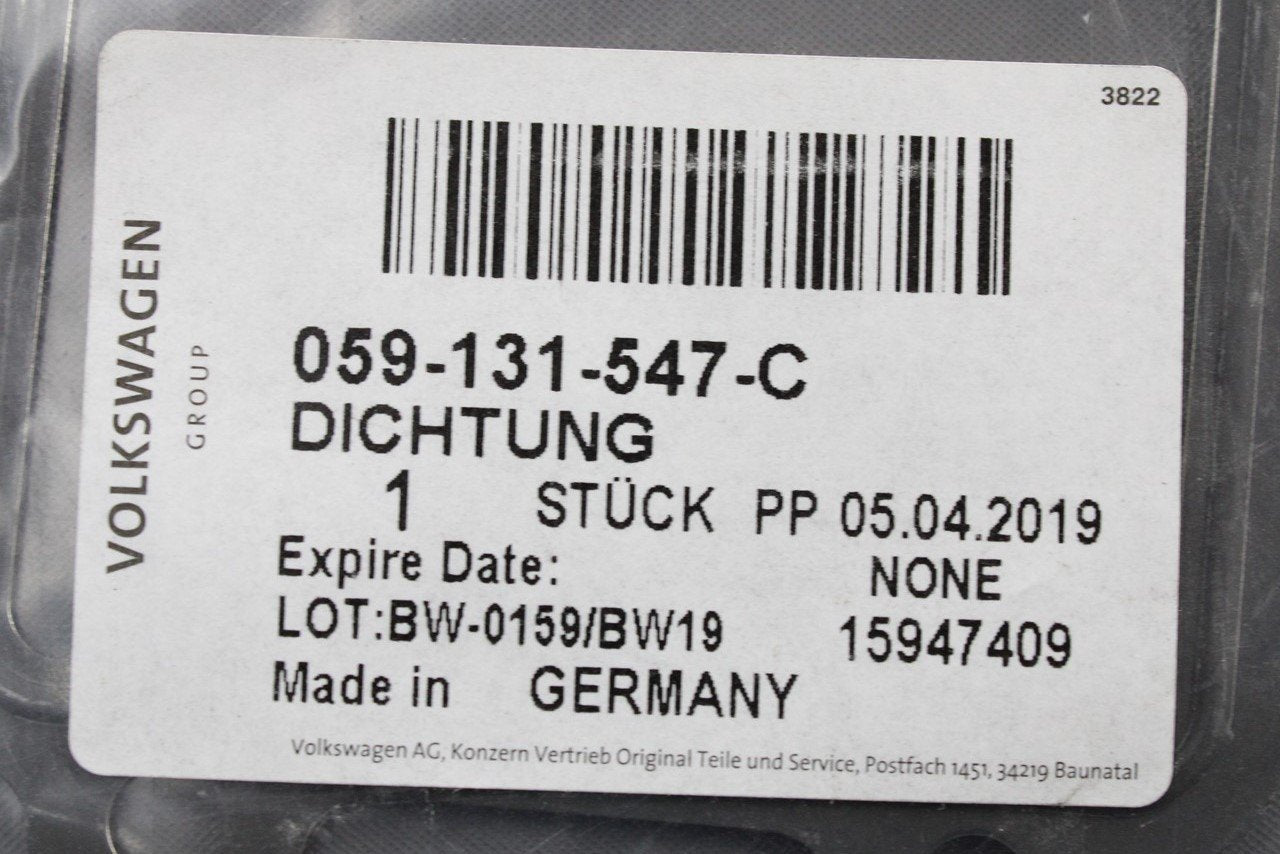 3822
VOLKSWAGEN
GROUP
059-131-547-C
DICHTUNG
1 STÜCK PP 05.04.2019
Expire Date: NONE
LOT:BW-0159/BW19 15947409
Made in GERMANY
Volkswagen AG, Konzern Vertrieb Original Teile und Service, Postfach 1451, 34219 Baunatal